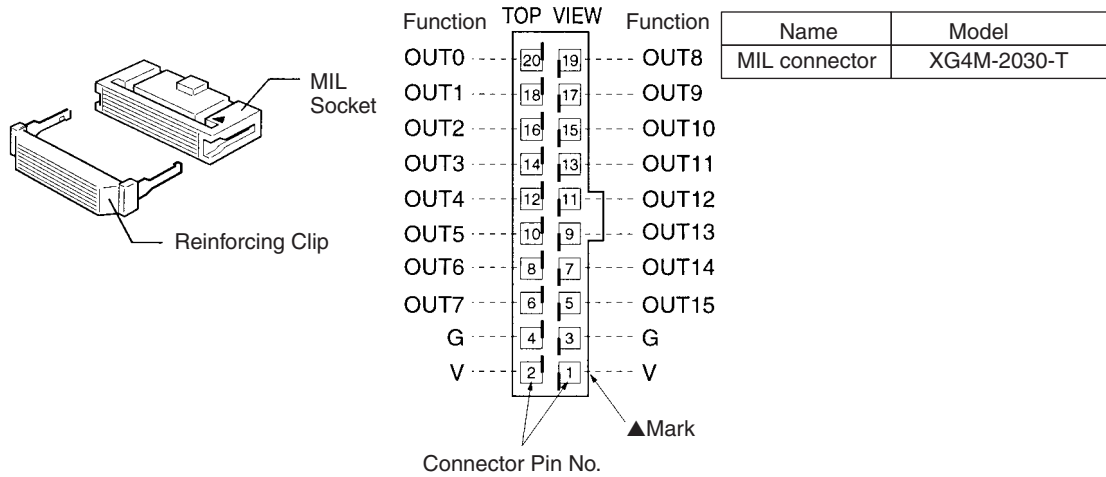 Function TOP VIEW Function
Name Model
MIL connector XG4M-2030-T
MIL
Socket
Reinforcing Clip
OUT0 20 19 OUT8
OUT1 18 17 OUT9
OUT2 16 15 OUT10
OUT3 14 13 OUT11
OUT4 12 11 OUT12
OUT5 10 9 OUT13
OUT6 8 7 OUT14
OUT7 6 5 OUT15
G 4 3 G
V 2 1 V
▲Mark
Connector Pin No.